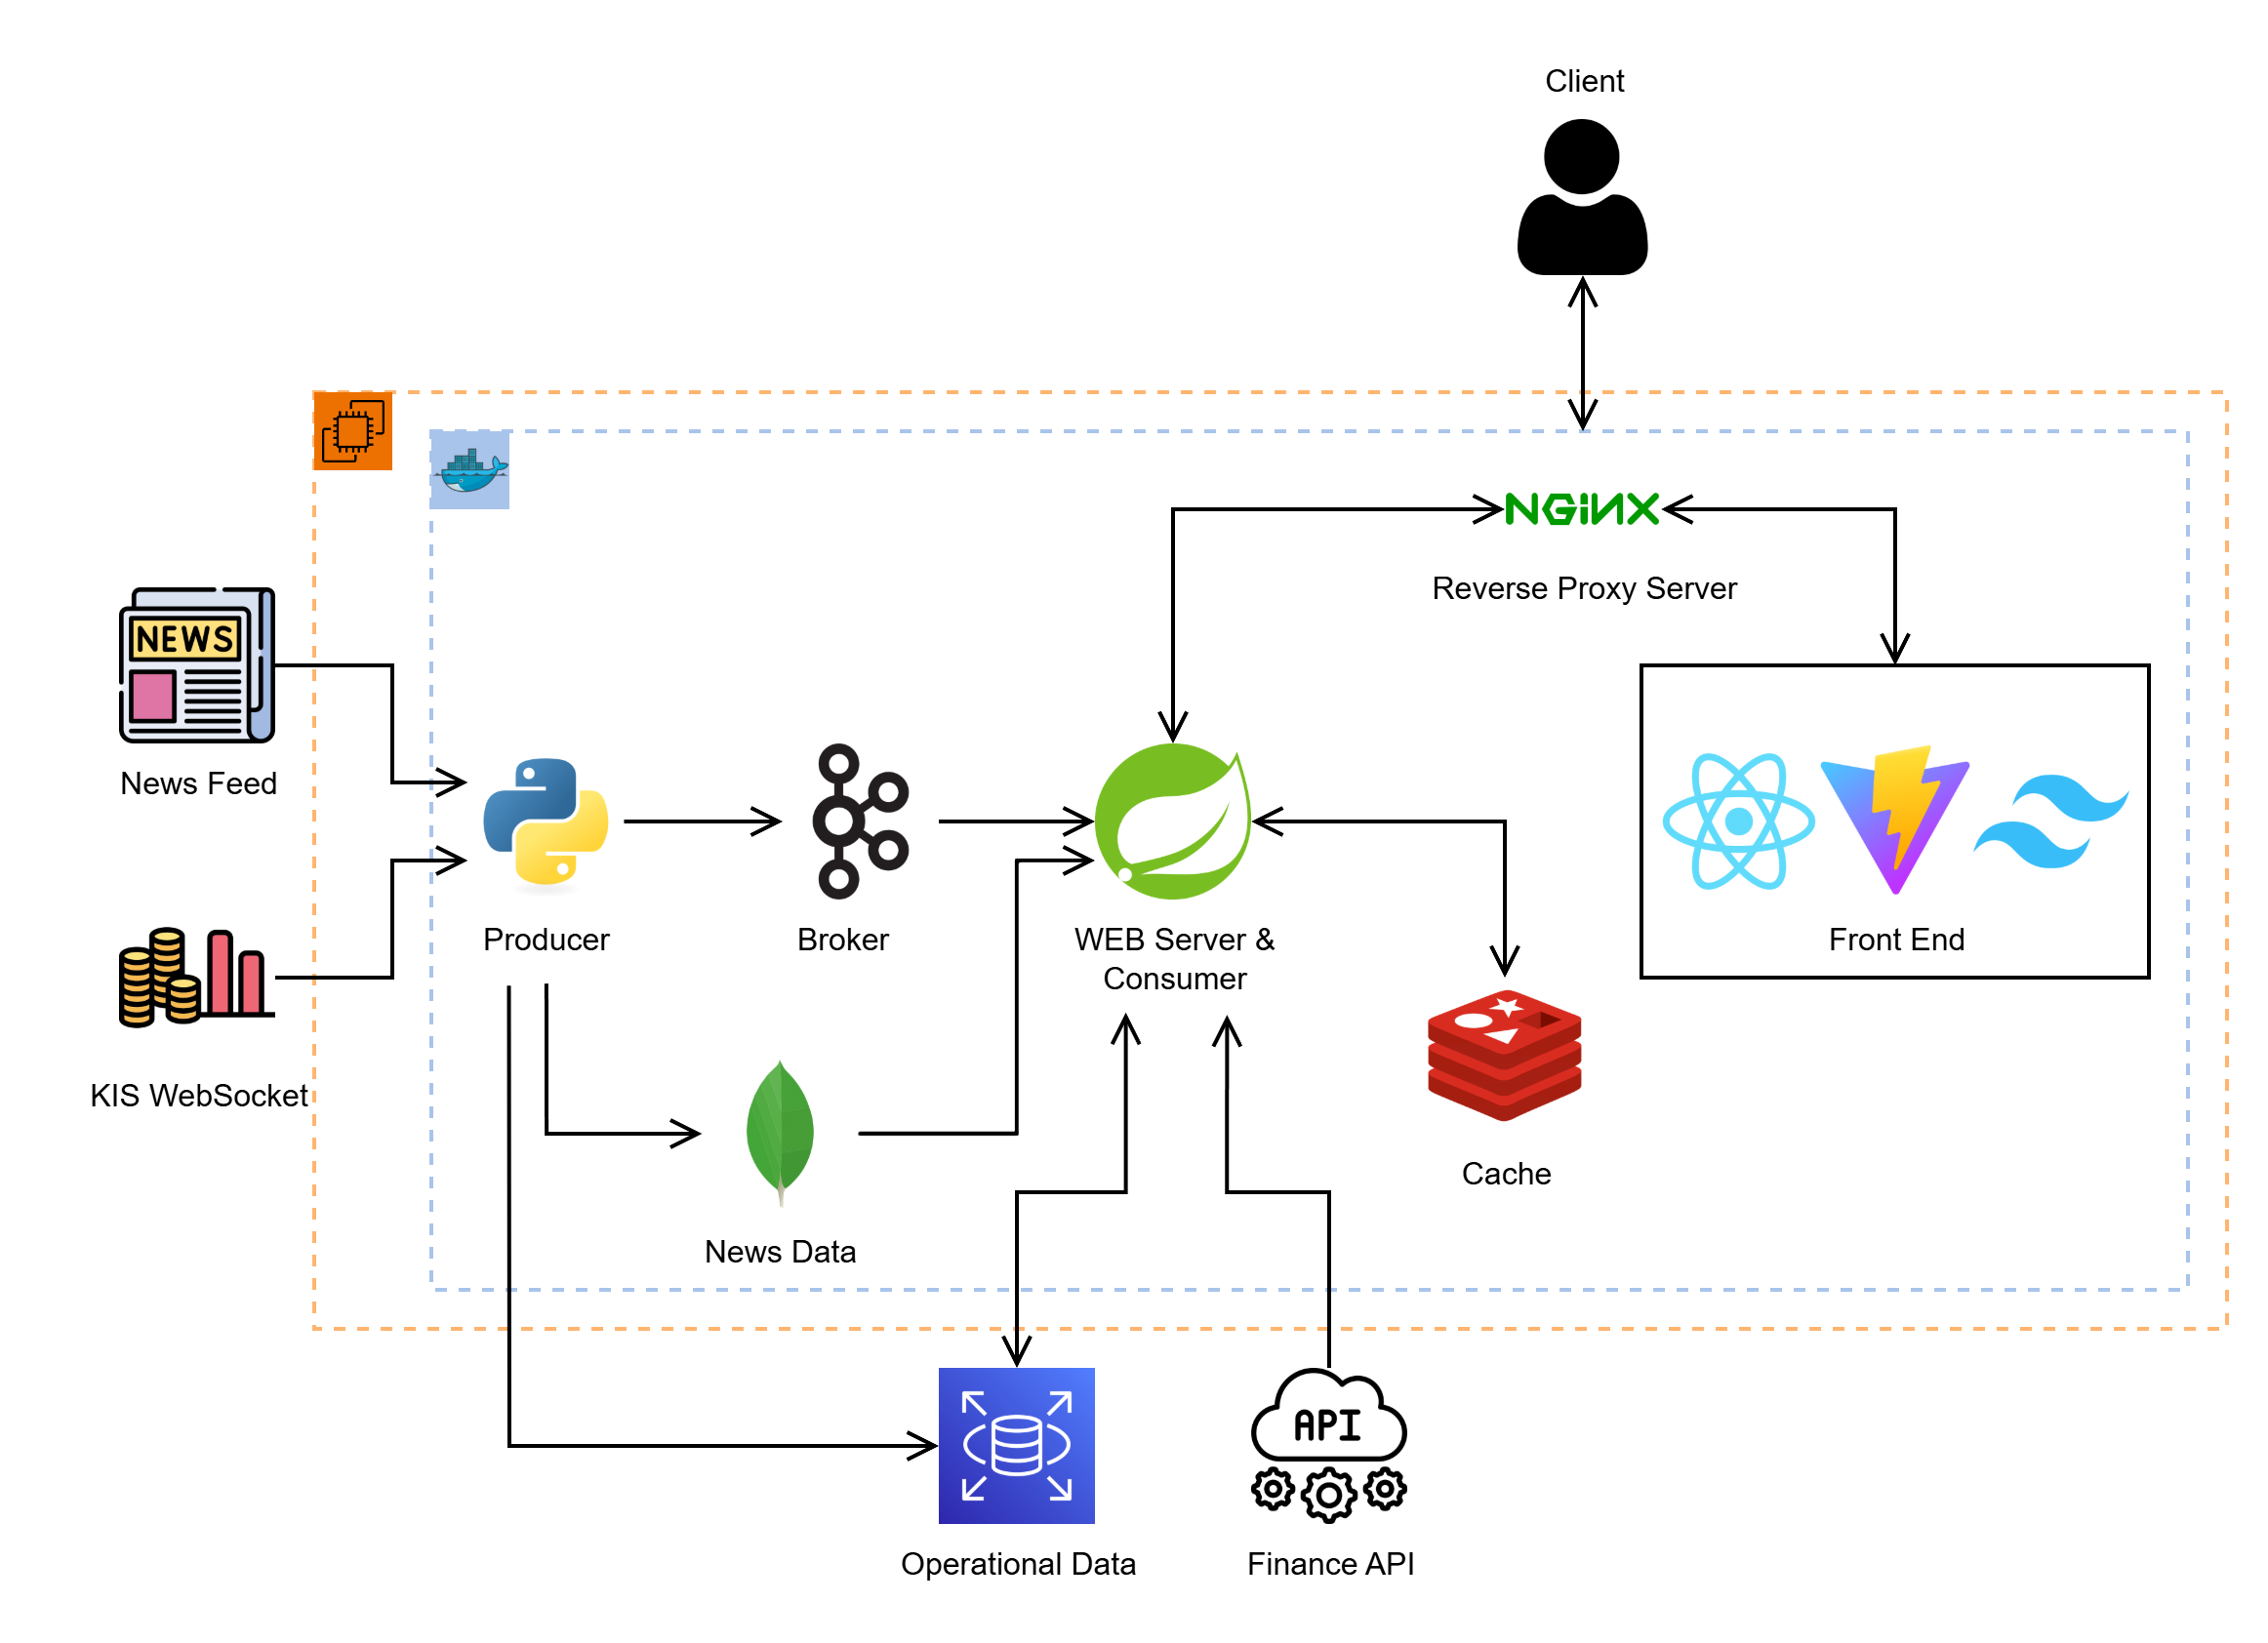 Client
NGINX
Reverse Proxy Server
NEWS
News Feed
KIS WebSocket
Producer
Broker
WEB Server &
Consumer
Front End
Cache
News Data
API
Operational Data
Finance API